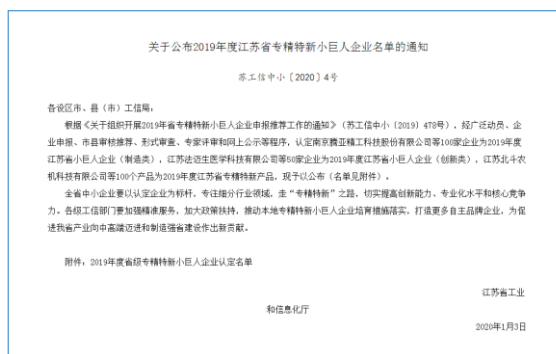 关于公布2019年度江苏省专精特新小巨人企业名单的通知
苏工信中小〔2020〕4号
各设区市、县（市）工信局：
根据《关于组织开展2019年省专精特新小巨人企业申报推荐工作的通知》（苏工信中小〔2019〕478号），经广泛动员、企
业申报、市县审核推荐、形式审查、专家评审和网上公示等程序，认定南京腾亚精工科技股份有限公司等100家企业为2019年度
江苏省小巨人企业（制造类），江苏法迈生医学科技有限公司等50家企业为2019年度江苏省小巨人企业（创新类），江苏北斗农
机科技有限公司等100个产品为2019年度江苏省专精特新产品，现予以公布（名单见附件）。
全省中小企业要以认定企业为标杆，专注细分行业领域，走“专精特新”之路，切实提高创新能力、专业化水平和核心竞争
力。各级工信部门要加强精准服务，加大政策扶持，推动本地专精特新小巨人企业培育措施落实，打造更多自主品牌企业，为促
进我省产业向中高端迈进和制造强省建设作出新贡献。
附件：2019年度省级专精特新小巨人企业认定名单
江苏省工业
和信息化厅
2020年1月3日